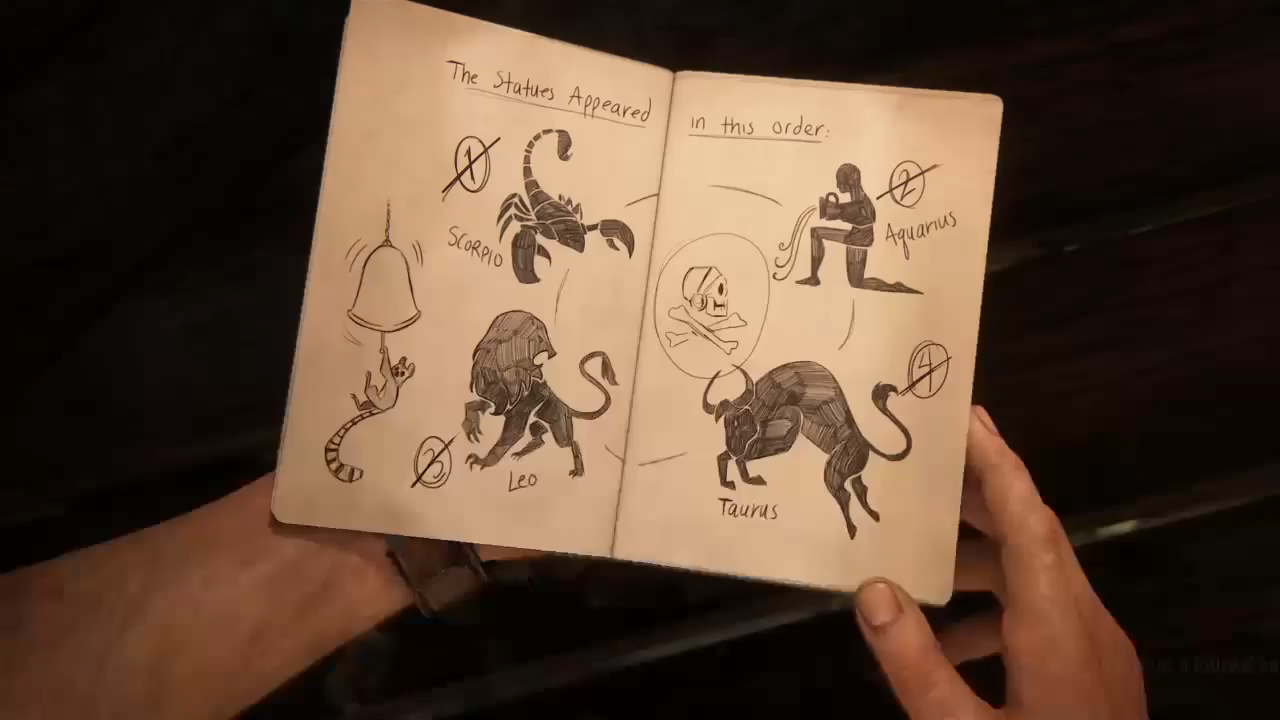 The Statues Appeared
in this order:
1
SCORPIO
2
Aquarius
3
Leo
4
Taurus